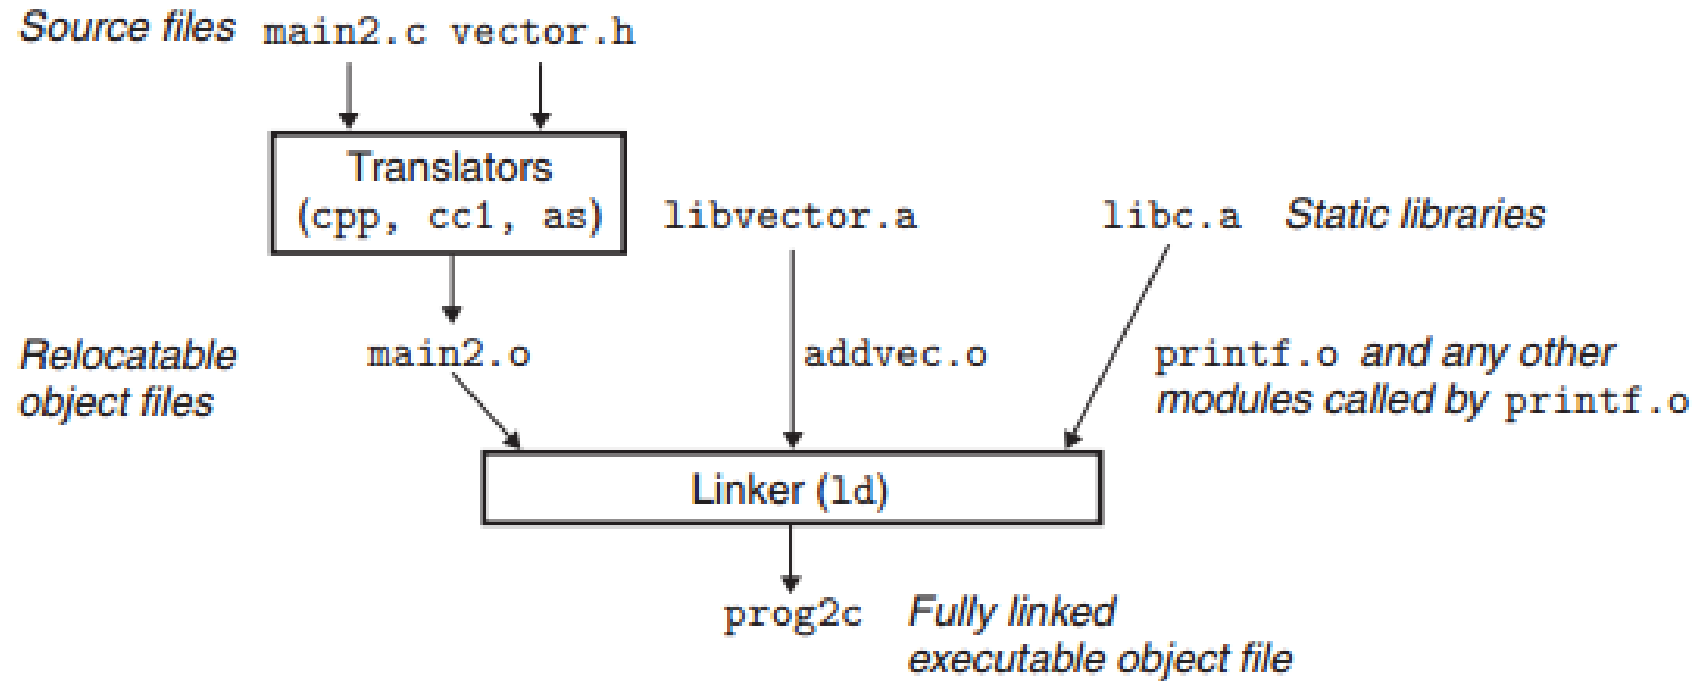 Source files main2.c vector.h
Translators
(cpp, cc1, as)
libvector.a
libc.a Static libraries
Relocatable
object files
main2.o
addvec.o
printf.o and any other
modules called by printf.o
Linker (ld)
prog2c
Fully linked
executable object file